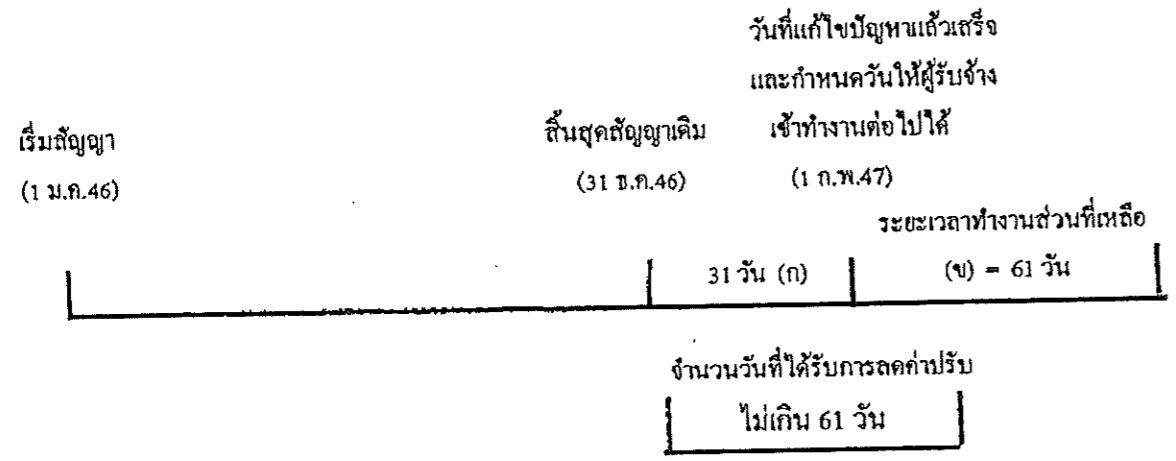 วันที่แก้ไขปัญหาแล้วเสร็จ
และกำหนดวันให้ผู้รับจ้าง
เริ่มสัญญา
สิ้นสุดสัญญาเดิม
เข้าทำงานต่อไปได้
(1 ม.ค.46)
(31 ธ.ค.46)
(1 ก.พ.47)
ระยะเวลาทำงานส่วนที่เหลือ
31 วัน (ก)
(ข) = 61 วัน
จำนวนวันที่ได้รับการลดค่าปรับ
ไม่เกิน 61 วัน